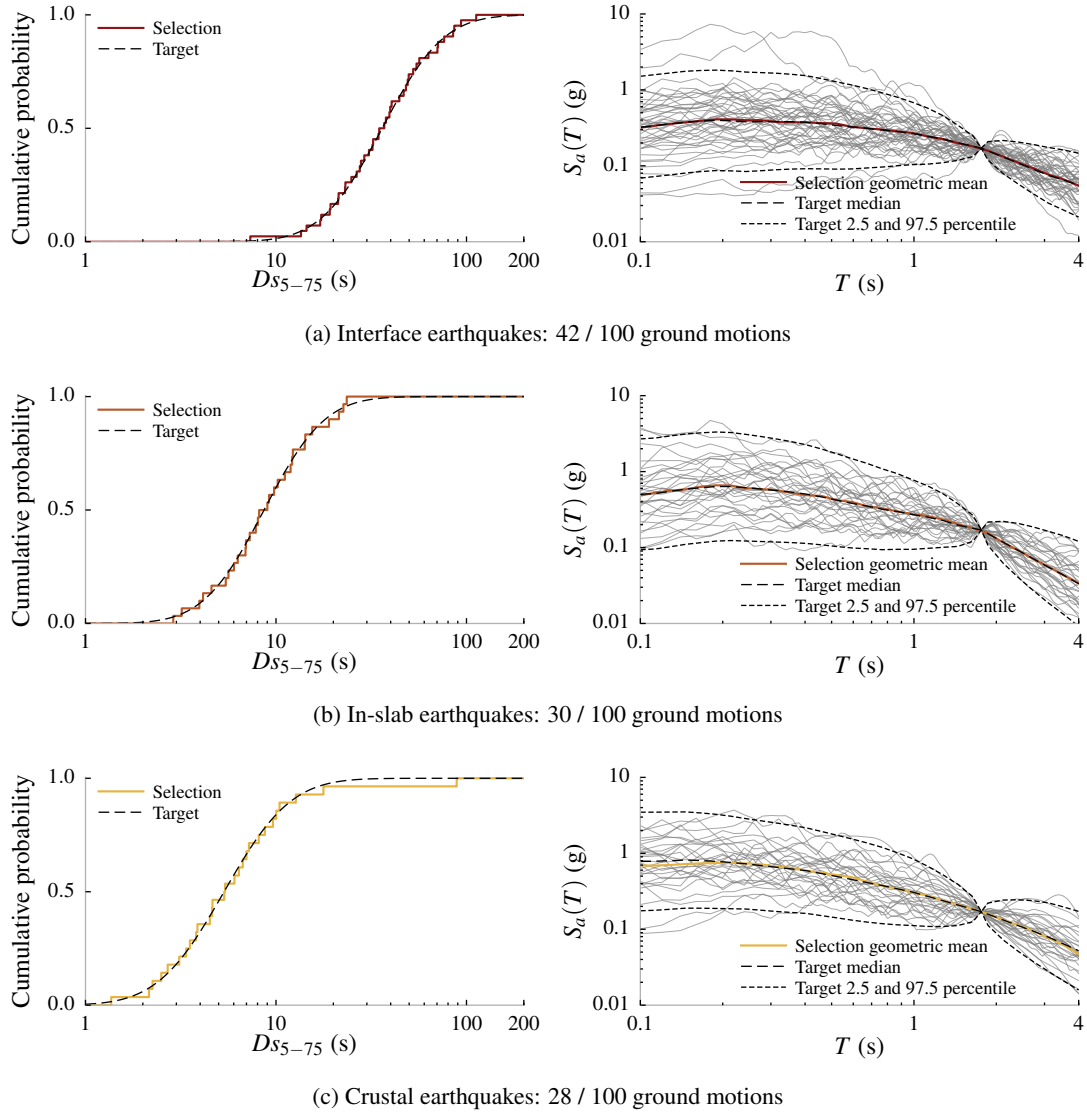 1.0
Selection
Target
0.5
0.0
1
10
100
200
Cumulative probability
Ds5−75 (s)
10
1
0.1
0.01
Selection geometric mean
Target median
Target 2.5 and 97.5 percentile
0.1
1
4
Sa(T) (g)
T (s)
(a) Interface earthquakes: 42 / 100 ground motions
1.0
Selection
Target
0.5
0.0
1
10
100
200
Cumulative probability
Ds5−75 (s)
10
1
0.1
0.01
Selection geometric mean
Target median
Target 2.5 and 97.5 percentile
0.1
1
4
Sa(T) (g)
T (s)
(b) In-slab earthquakes: 30 / 100 ground motions
1.0
Selection
Target
0.5
0.0
1
10
100
200
Cumulative probability
Ds5−75 (s)
10
1
0.1
0.01
Selection geometric mean
Target median
Target 2.5 and 97.5 percentile
0.1
1
4
Sa(T) (g)
T (s)
(c) Crustal earthquakes: 28 / 100 ground motions